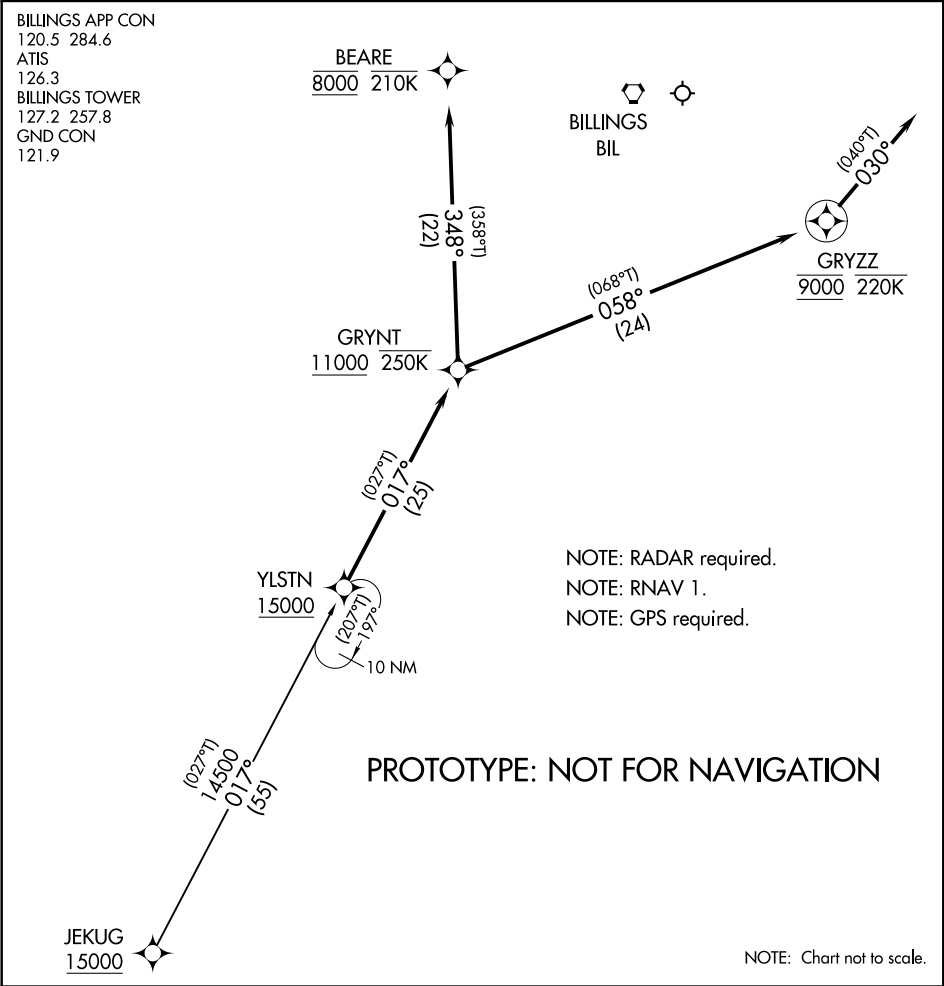 BILLINGS APP CON
120.5 284.6
ATIS
126.3
BILLINGS TOWER
127.2 257.8
GND CON
121.9
BEARE
8000 210K
BILLINGS
BIL
(040°T)
030°
(358°T)
348°
(22)
GRYZZ
9000 220K
(068°T)
058°
(24)
GRYNT
11000 250K
(027°T)
017°
(25)
NOTE: RADAR required.
NOTE: RNAV 1.
NOTE: GPS required.
YLSTN
15000
(207°T)
197°
10 NM
(027°T)
14500
017°
(55)
PROTOTYPE: NOT FOR NAVIGATION
JEKUG
15000
NOTE: Chart not to scale.